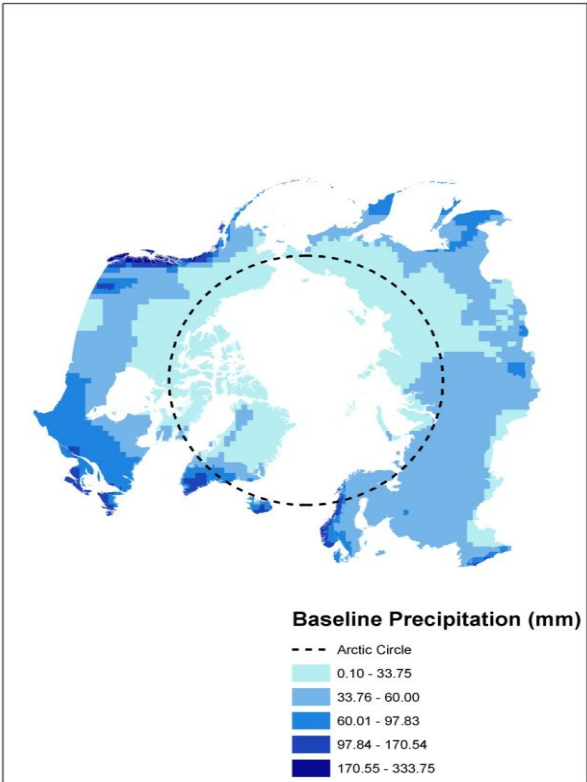 Baseline Precipitation (mm)
Arctic Circle
0.10 - 33.75
33.76 - 60.00
60.01 - 97.83
97.84 - 170.54
170.55 - 333.75